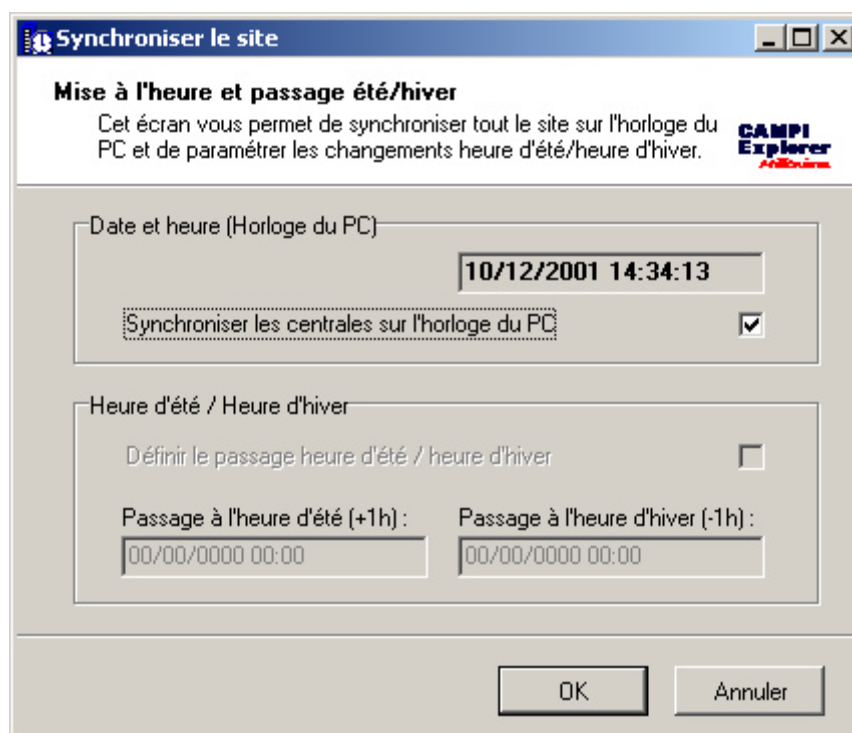 Synchroniser le site
Mise à l'heure et passage été/hiver
Cet écran vous permet de synchroniser tout le site sur l'horloge du
PC et de paramétrer les changements heure d'été/heure d'hiver.
CAMPI
Explorer
Millénium
Date et heure (Horloge du PC)
10/12/2001 14:34:13
Synchroniser les centrales sur l'horloge du PC
Heure d'été / Heure d'hiver
Définir le passage heure d'été / heure d'hiver
Passage à l'heure d'été (+1h) : Passage à l'heure d'hiver (-1h) :
00/00/0000 00:00 00/00/0000 00:00
OK Annuler